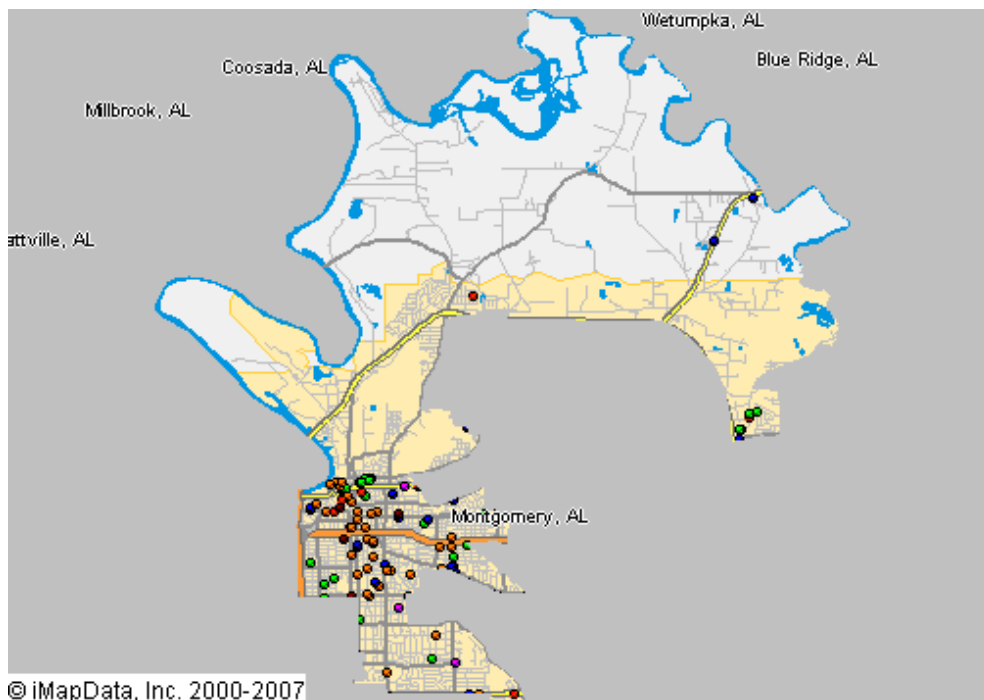 Wetumpka, AL
Blue Ridge, AL
Coosada, AL
Millbrook, AL
attville, AL
Montgomery, AL
© iMapData, Inc. 2000-2007